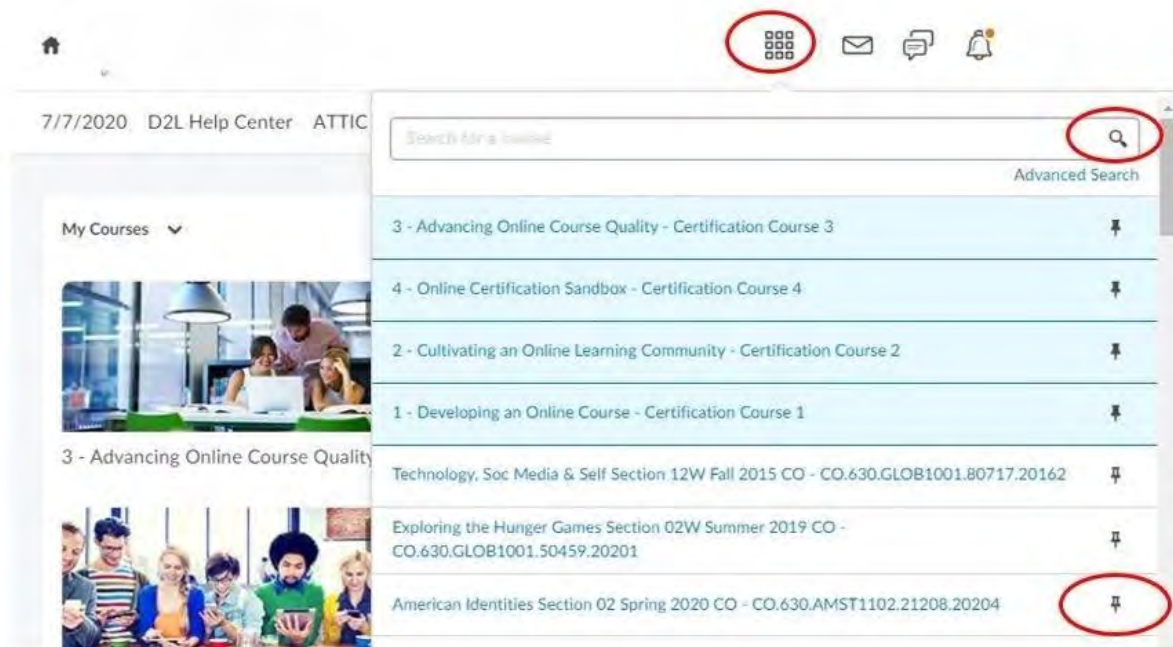 7/7/2020 D2L Help Center ATTIC
Search for a course
Advanced Search
My Courses
3 - Advancing Online Course Quality - Certification Course 3
4 - Online Certification Sandbox - Certification Course 4
2 - Cultivating an Online Learning Community - Certification Course 2
1 - Developing an Online Course - Certification Course 1
3 - Advancing Online Course Quality
Technology, Soc Media & Self Section 12W Fall 2015 CO - CO.630.GLOB1001.80717.20162
Exploring the Hunger Games Section 02W Summer 2019 CO -
CO.630.GLOB1001.50459.20201
American Identities Section 02 Spring 2020 CO - CO.630.AMST1102.21208.20204